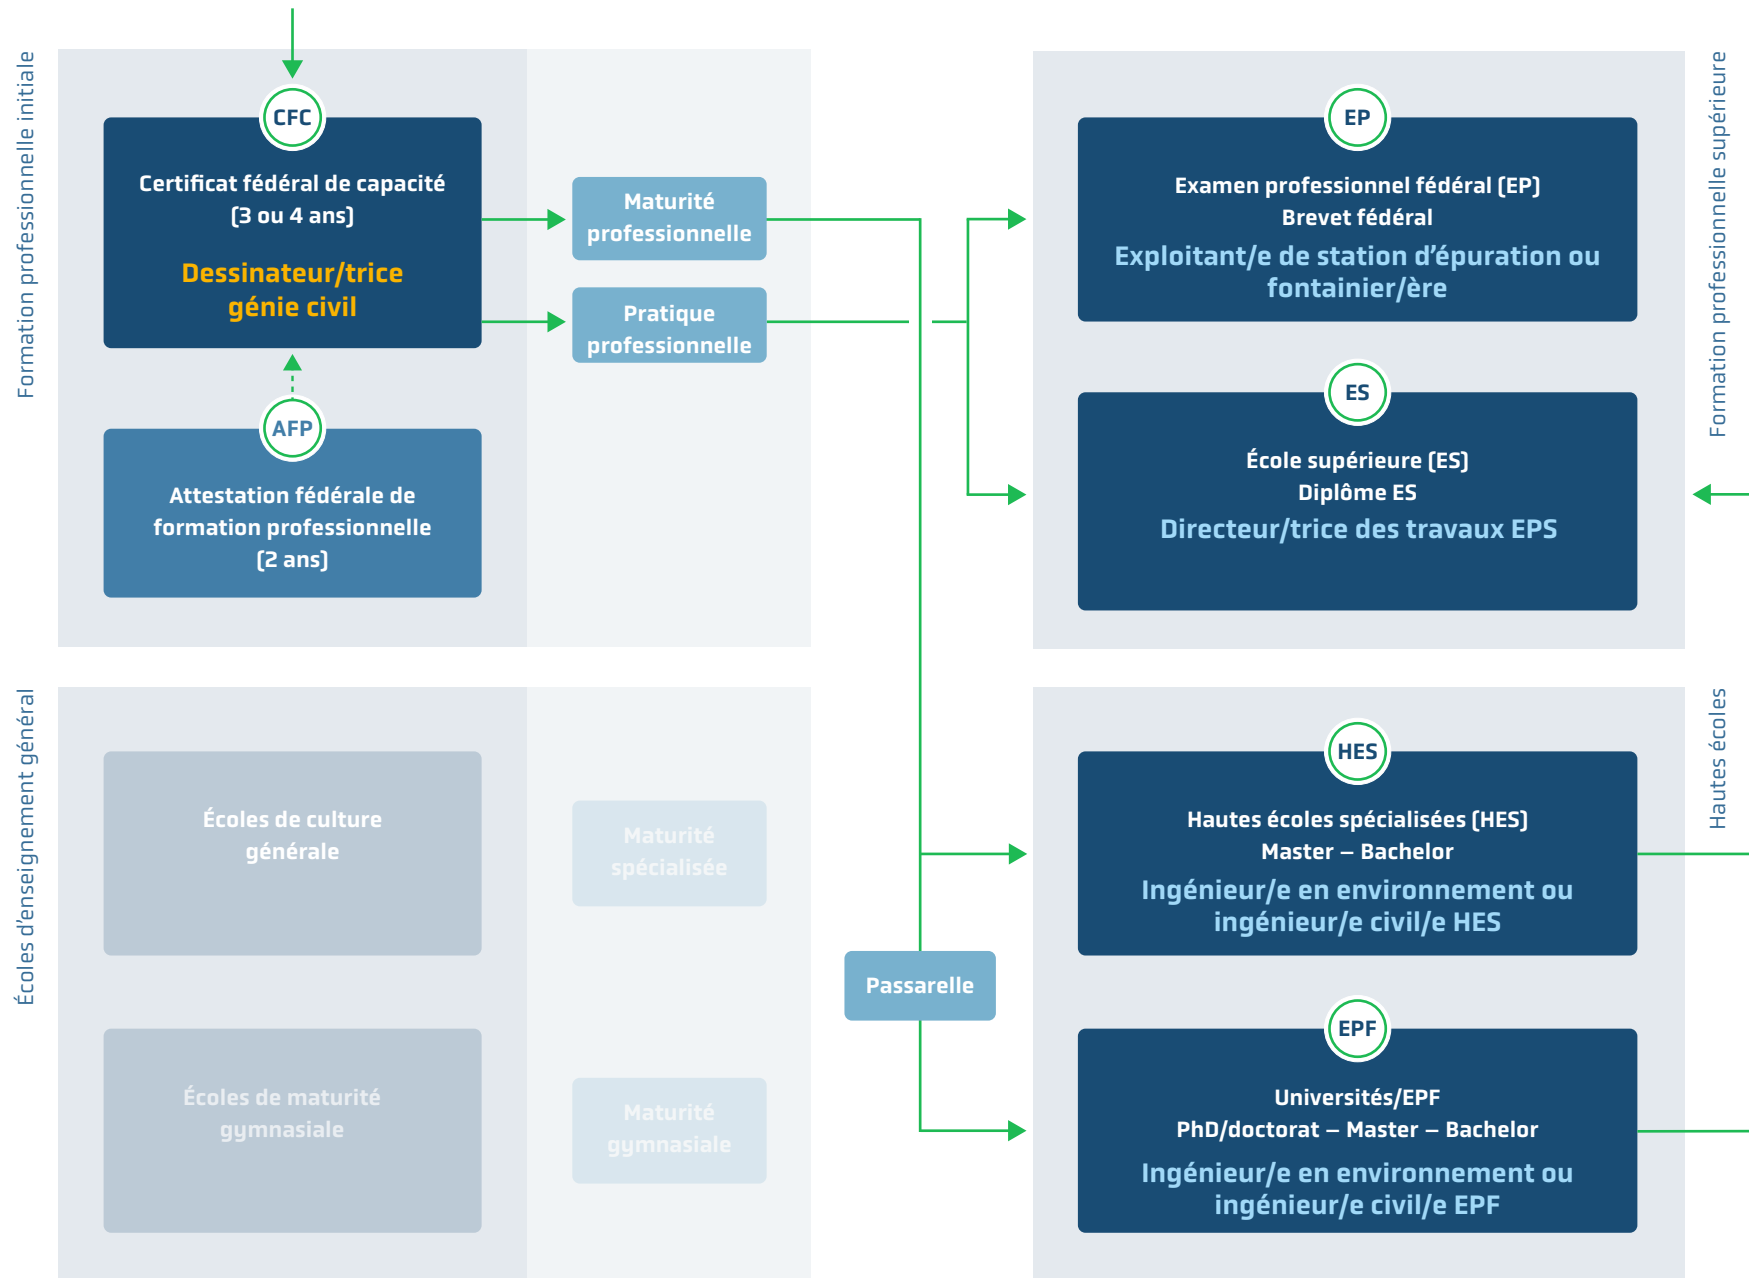 Formation professionnelle initiale
CFC
Certificat fédéral de capacité
(3 ou 4 ans)
Dessinateur/trice
génie civil
AFP
Attestation fédérale de
formation professionnelle
(2 ans)
Maturité
professionnelle
Pratique
professionnelle
EP
Examen professionnel fédéral (EP)
Brevet fédéral
Exploitant/e de station d’épuration ou
fontainier/ère
ES
École supérieure (ES)
Diplôme ES
Directeur/trice des travaux EPS
Formation professionnelle supérieure
Écoles d’enseignement général
Écoles de culture
générale
Maturité
spécialisée
Écoles de maturité
gymnasiale
Maturité
gymnasiale
Passarelle
HES
Hautes écoles spécialisées (HES)
Master – Bachelor
Ingénieur/e en environnement ou
ingénieur/e civil/e HES
EPF
Universités/EPF
PhD/doctorat – Master – Bachelor
Ingénieur/e en environnement ou
ingénieur/e civil/e EPF
Hautes écoles